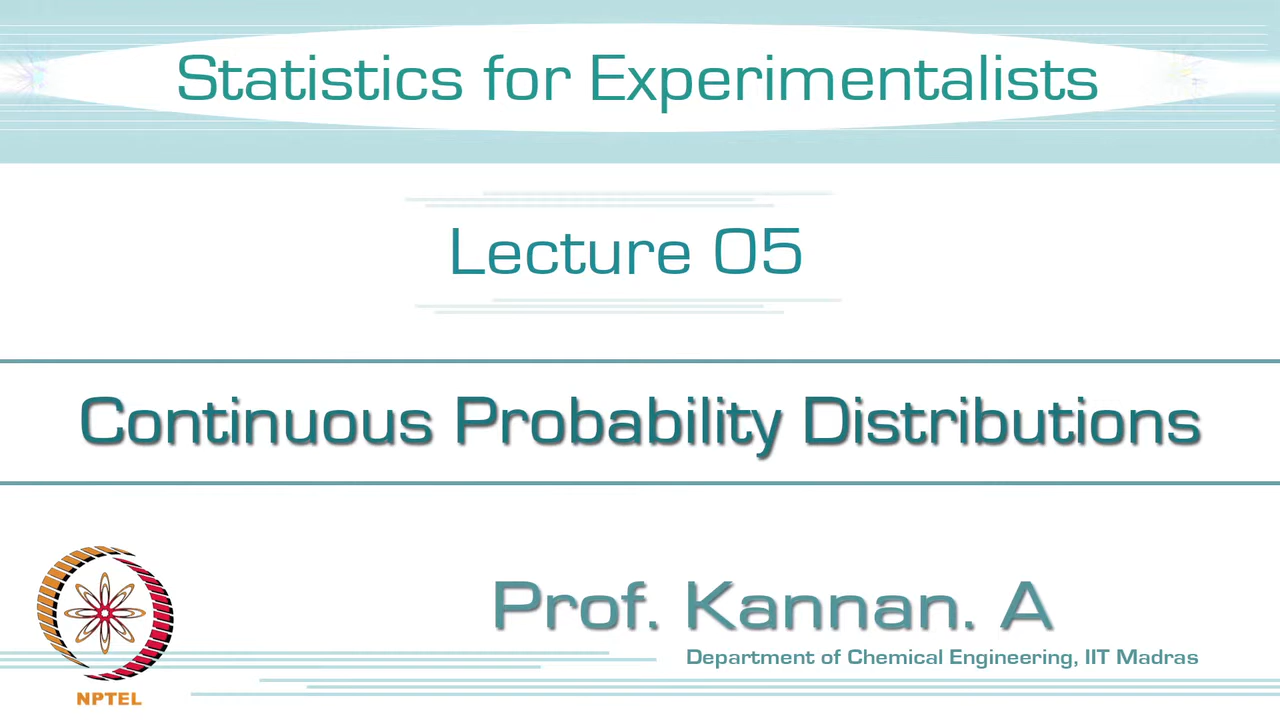 Statistics for Experimentalists
Lecture 05
Continuous Probability Distributions
Prof. Kannan. A
Department of Chemical Engineering, IIT Madras
NPTEL